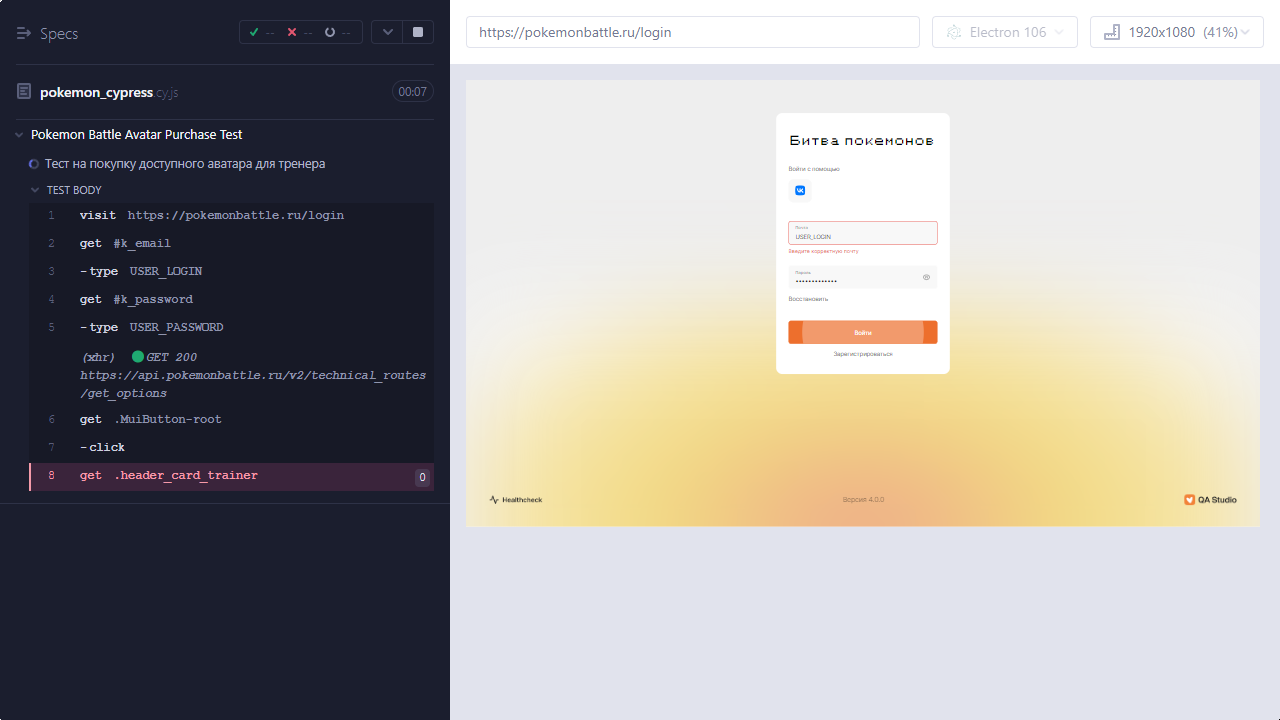 Specs
-- -- --
pokemon_cypress.cy.js
00:07
Pokemon Battle Avatar Purchase Test
Тест на покупку доступного аватара для тренера
TEST BODY
1 visit https://pokemonbattle.ru/login
2 get #k_email
3 -type USER_LOGIN
4 get #k_password
5 -type USER_PASSWORD
(xhr) GET 200
https://api.pokemonbattle.ru/v2/technical_routes
/get_options
6 get .MuiButton-root
7 -click
8 get .header_card_trainer 0
https://pokemonbattle.ru/login
Electron 106
1920x1080 (41%)
Битва покемонов
Войти с помощью
Почта
USER_LOGIN
Введите корректную почту
Пароль
•••••••••••••
Восстановить
Войти
Зарегистрироваться
Healthcheck
Версия 4.0.0
QA Studio